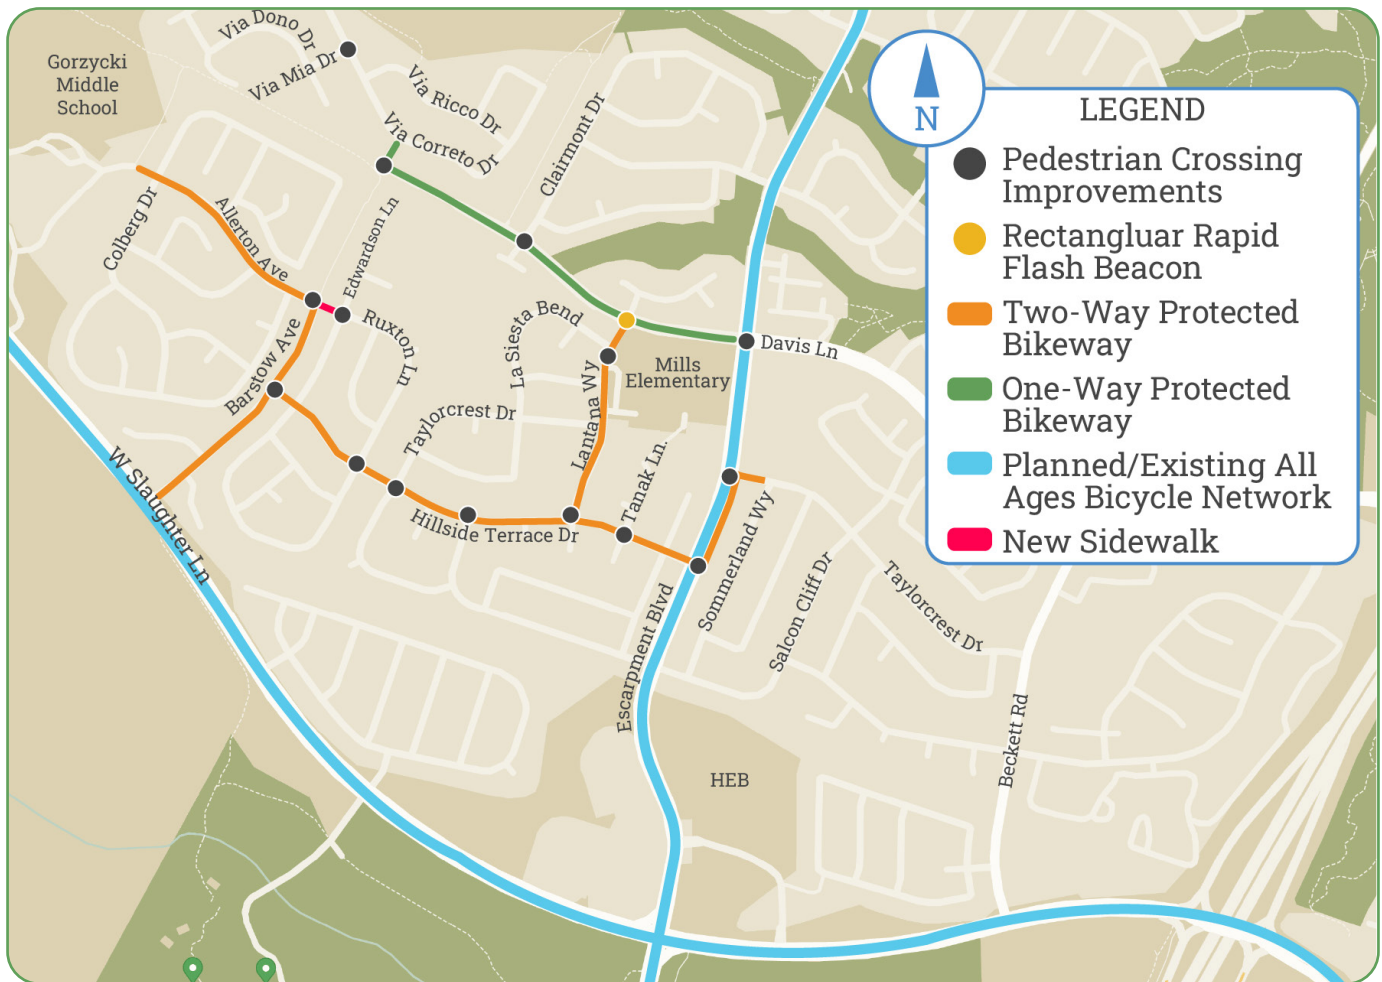 Via Dono Dr
Via Mia Dr
Gorzycki
Middle
School
Via Ricco Dr
Via Correto Dr
Clairmont Dr
N
LEGEND
Pedestrian Crossing
Improvements
Rectangluar Rapid
Flash Beacon
Two-Way Protected
Bikeway
One-Way Protected
Bikeway
Planned/Existing All
Ages Bicycle Network
New Sidewalk
Colberg Dr
Allerton Ave
Edwardson Ln
Ruxton Ln
Barstow Ave
La Siesta Bend
Davis Ln
Mills
Elementary
Lantana Wy
Taylorcrest Dr
Tanak Ln.
W Slaughter Ln
Hillside Terrace Dr
Sommerland Wy
Escarpment Blvd
Salcon Cliff Dr
Taylorcrest Dr
Beckett Rd
HEB